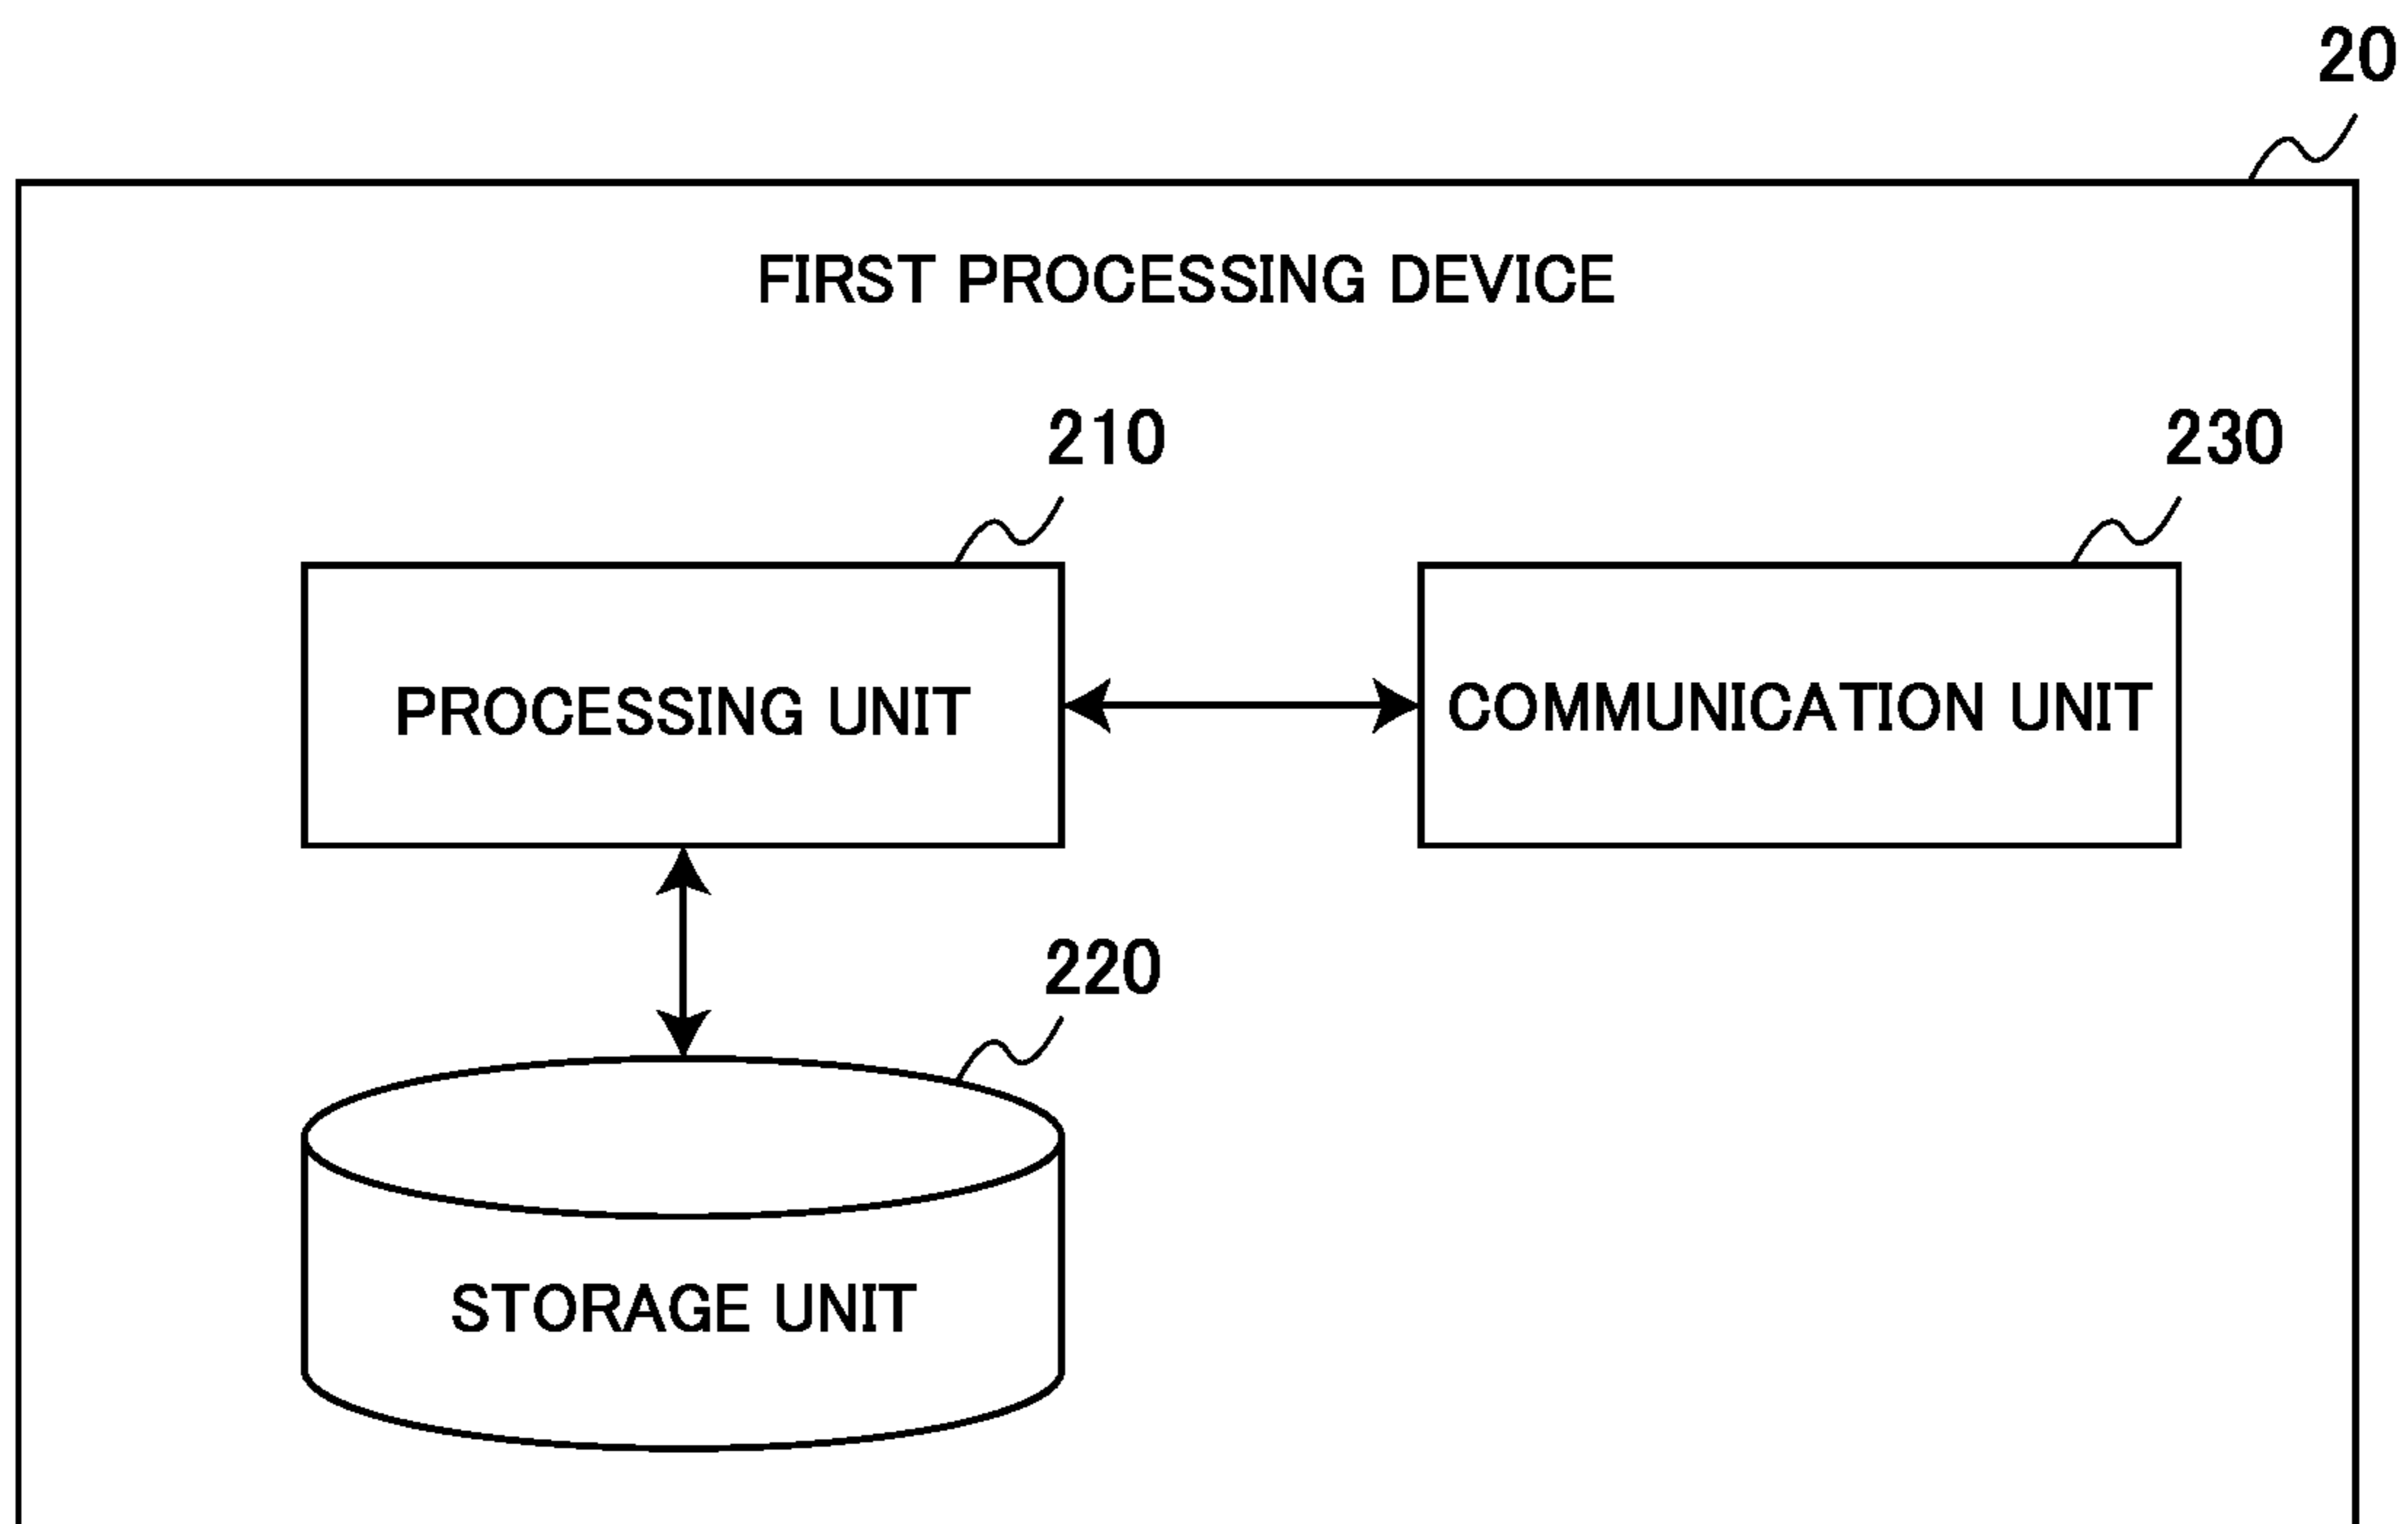 20
FIRST PROCESSING DEVICE
210
230
PROCESSING UNIT
COMMUNICATION UNIT
220
STORAGE UNIT